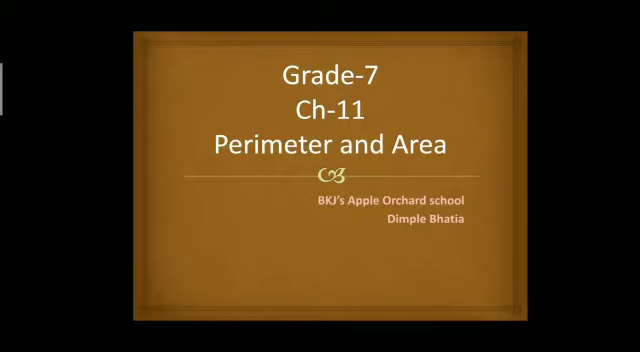 Grade-7
Ch-11
Perimeter and Area
BKJ's Apple Orchard school
Dimple Bhatia